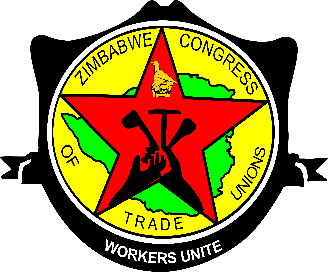 ZIMBABWE CONGRESS
OF TRADE UNIONS
WORKERS UNITE